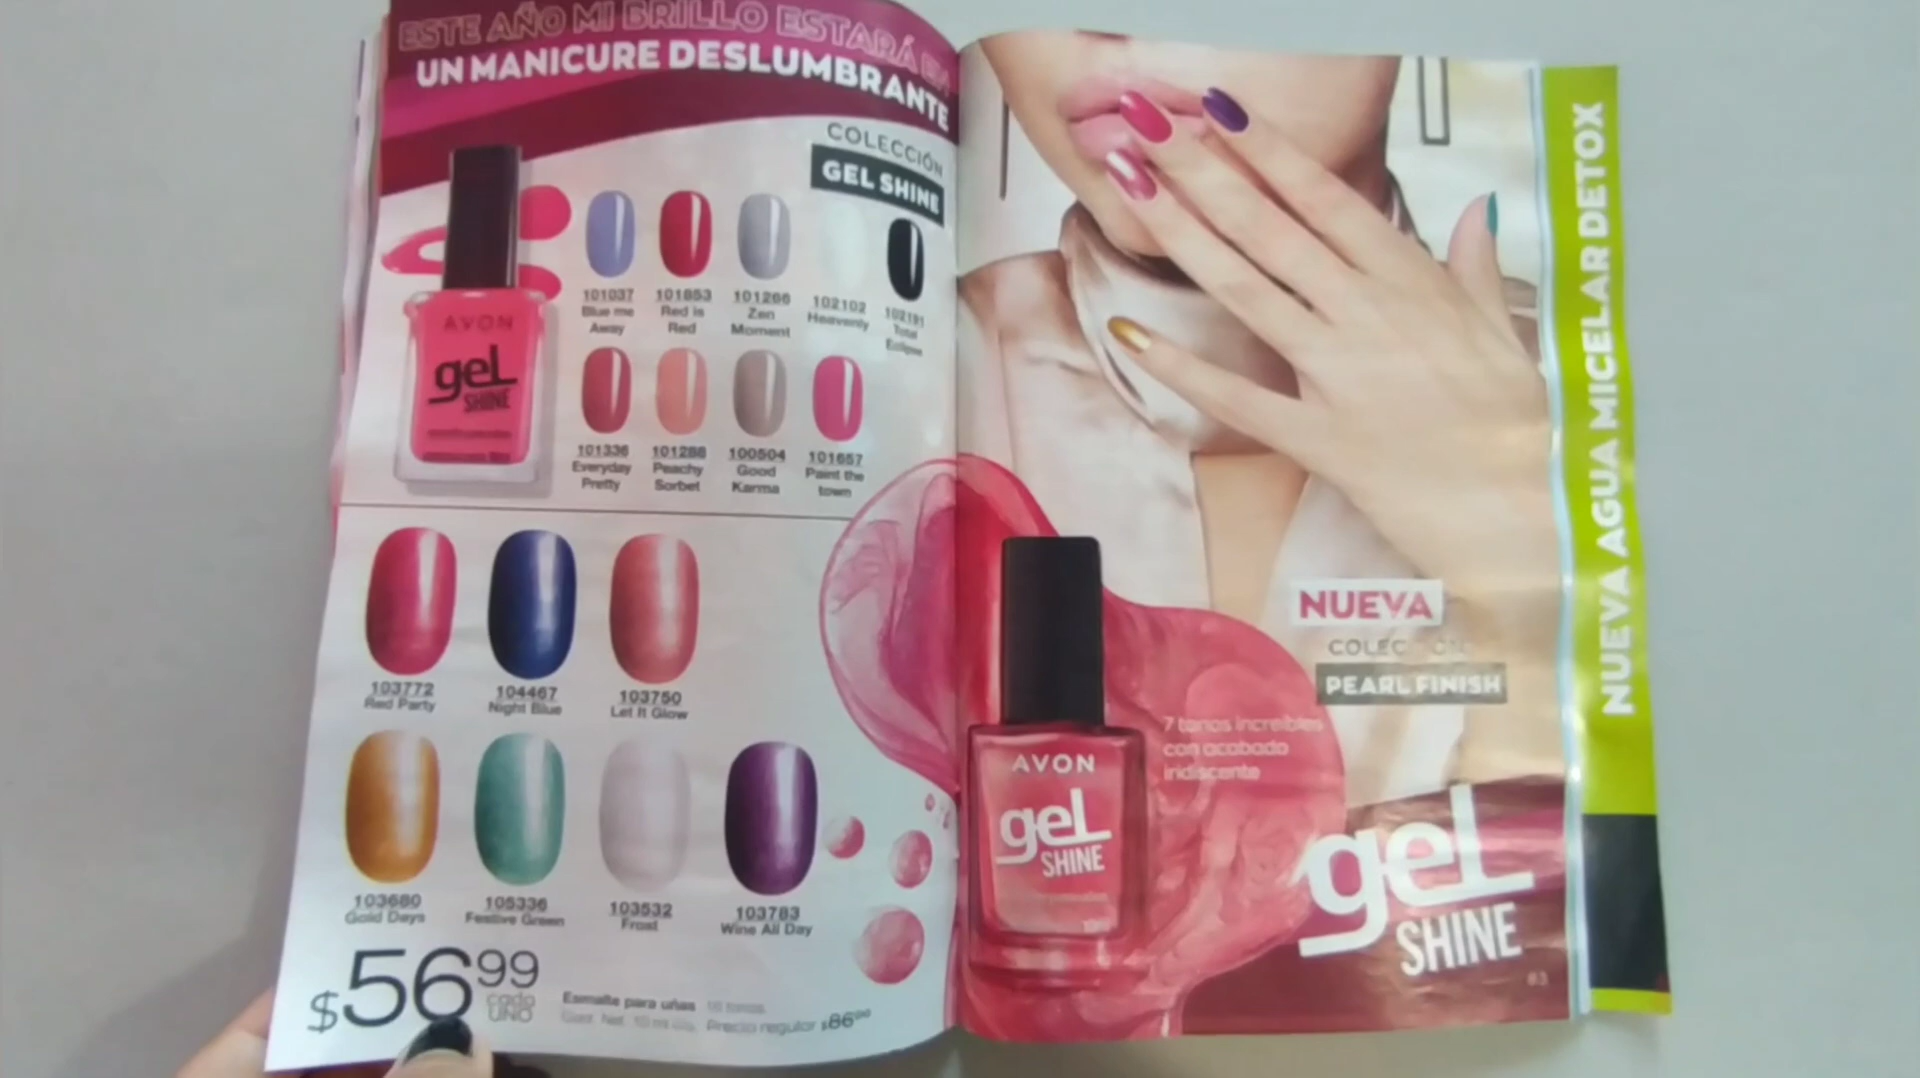 ESTE AÑO MI BRILLO ESTARÁ EN
UN MANICURE DESLUMBRANTE
COLECCIÓN
GEL SHINE
AVON
geL
SHINE
101037
Blue me
Away
101853
Red is
Red
101266
Zen
Moment
102102
Heavenly
102191
Total
Eclipse
101336
Everyday
Pretty
101288
Peachy
Sorbet
100504
Good
Karma
101657
Paint the
town
103772
Red Party
104467
Night Blue
103750
Let It Glow
103680
Gold Days
105336
Festive Green
103532
Frost
103783
Wine All Day
$56.99
cada
UNO
Esmalte para uñas
Precio regular $86
NUEVA
COLECCIÓN
PEARL FINISH
7 tonos increíbles
con acabado
iridiscente
AVON
geL
SHINE
geL
SHINE
NUEVA AGUA MICELAR DETOX